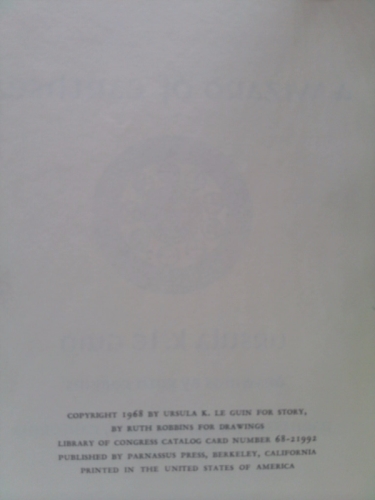 COPYRIGHT 1968 BY URSULA K. LE GUIN FOR STORY,
BY RUTH ROBBINS FOR DRAWINGS
LIBRARY OF CONGRESS CATALOG CARD NUMBER 68-21992
PUBLISHED BY PARNASSUS PRESS, BERKELEY, CALIFORNIA
PRINTED IN THE UNITED STATES OF AMERICA